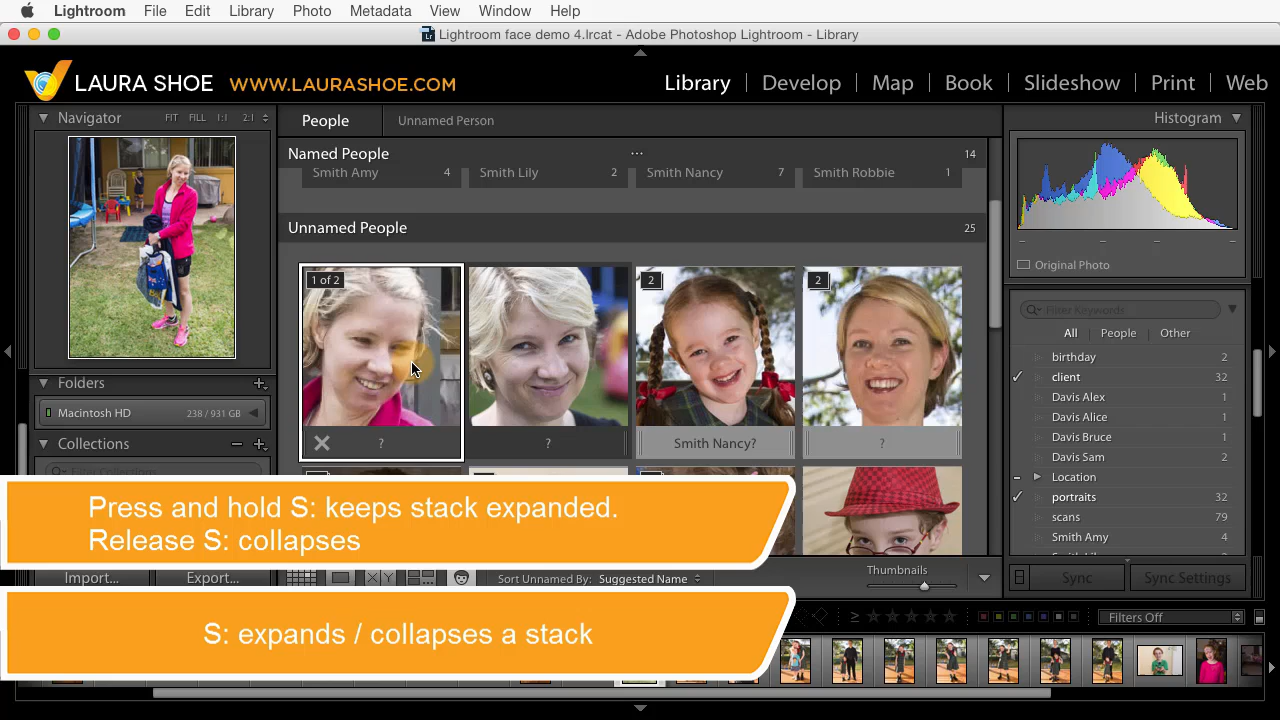 Lightroom File Edit Library Photo Metadata View Window Help
Lightroom face demo 4.lrcat - Adobe Photoshop Lightroom - Library
LAURA SHOE WWW.LAURASHOE.COM
Library Develop Map Book Slideshow Print Web
Navigator FIT FILL 1:1 2:1
People Unnamed Person
Histogram
Named People ... 14
Smith Amy 4 Smith Lily 2 Smith Nancy 7 Smith Robbie 1
Unnamed People 25
Original Photo
1 of 2
2
2
Filter Keywords
All People Other
birthday 2
client 32
Davis Alex 1
Davis Alice 1
Davis Bruce 1
Davis Sam 2
Location
portraits 32
scans 79
Smith Amy 4
Folders
Macintosh HD 238 / 931 GB
Collections
Filter Collections
? ? Smith Nancy? ?
Press and hold S: keeps stack expanded.
Release S: collapses
Import... Export...
Sort Unnamed By: Suggested Name
Thumbnails
Sync Sync Settings
S: expands / collapses a stack
≥
Filters Off